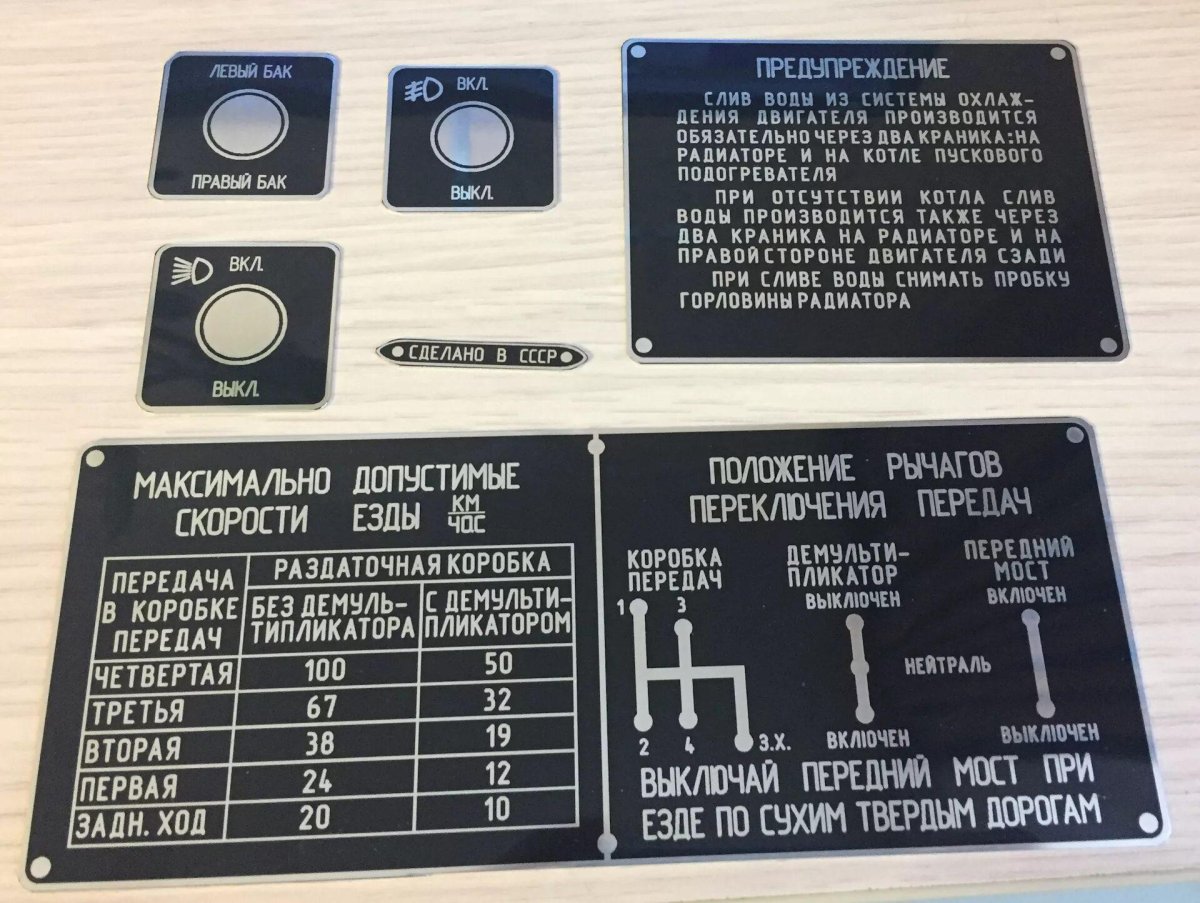 ЛЕВЫЙ БАК
ПРАВЫЙ БАК
ВКЛ.
ВЫКЛ.
ВКЛ.
ВЫКЛ.
СДЕЛАНО В СССР
ПРЕДУПРЕЖДЕНИЕ
СЛИВ ВОДЫ ИЗ СИСТЕМЫ ОХЛАЖ-
ДЕНИЯ ДВИГАТЕЛЯ ПРОИЗВОДИТСЯ
ОБЯЗАТЕЛЬНО ЧЕРЕЗ ДВА КРАНИКА: НА
РАДИАТОРЕ И НА КОТЛЕ ПУСКОВОГО
ПОДОГРЕВАТЕЛЯ
ПРИ ОТСУТСТВИИ КОТЛА СЛИВ
ВОДЫ ПРОИЗВОДИТСЯ ТАКЖЕ ЧЕРЕЗ
ДВА КРАНИКА НА РАДИАТОРЕ И НА
ПРАВОЙ СТОРОНЕ ДВИГАТЕЛЯ СЗАДИ
ПРИ СЛИВЕ ВОДЫ СНИМАТЬ ПРОБКУ
ГОРЛОВИНЫ РАДИАТОРА
МАКСИМАЛЬНО ДОПУСТИМЫЕ
СКОРОСТИ ЕЗДЫ КМ/ЧАС
ПЕРЕДАЧА
В КОРОБКЕ
ПЕРЕДАЧ
РАЗДАТОЧНАЯ КОРОБКА
БЕЗ ДЕМУЛЬ-
ТИПЛИКАТОРА
С ДЕМУЛЬТИ-
ПЛИКАТОРОМ
ЧЕТВЕРТАЯ 100 50
ТРЕТЬЯ 67 32
ВТОРАЯ 38 19
ПЕРВАЯ 24 12
ЗАДН. ХОД 20 10
ПОЛОЖЕНИЕ РЫЧАГОВ
ПЕРЕКЛЮЧЕНИЯ ПЕРЕДАЧ
КОРОБКА
ПЕРЕДАЧ
1 3
2 4 З.Х.
ДЕМУЛЬТИ-
ПЛИКАТОР
ВЫКЛЮЧЕН
НЕЙТРАЛЬ
ВКЛЮЧЕН
ПЕРЕДНИЙ
МОСТ
ВКЛЮЧЕН
ВЫКЛЮЧЕН
ВЫКЛЮЧАЙ ПЕРЕДНИЙ МОСТ ПРИ
ЕЗДЕ ПО СУХИМ ТВЕРДЫМ ДОРОГАМ